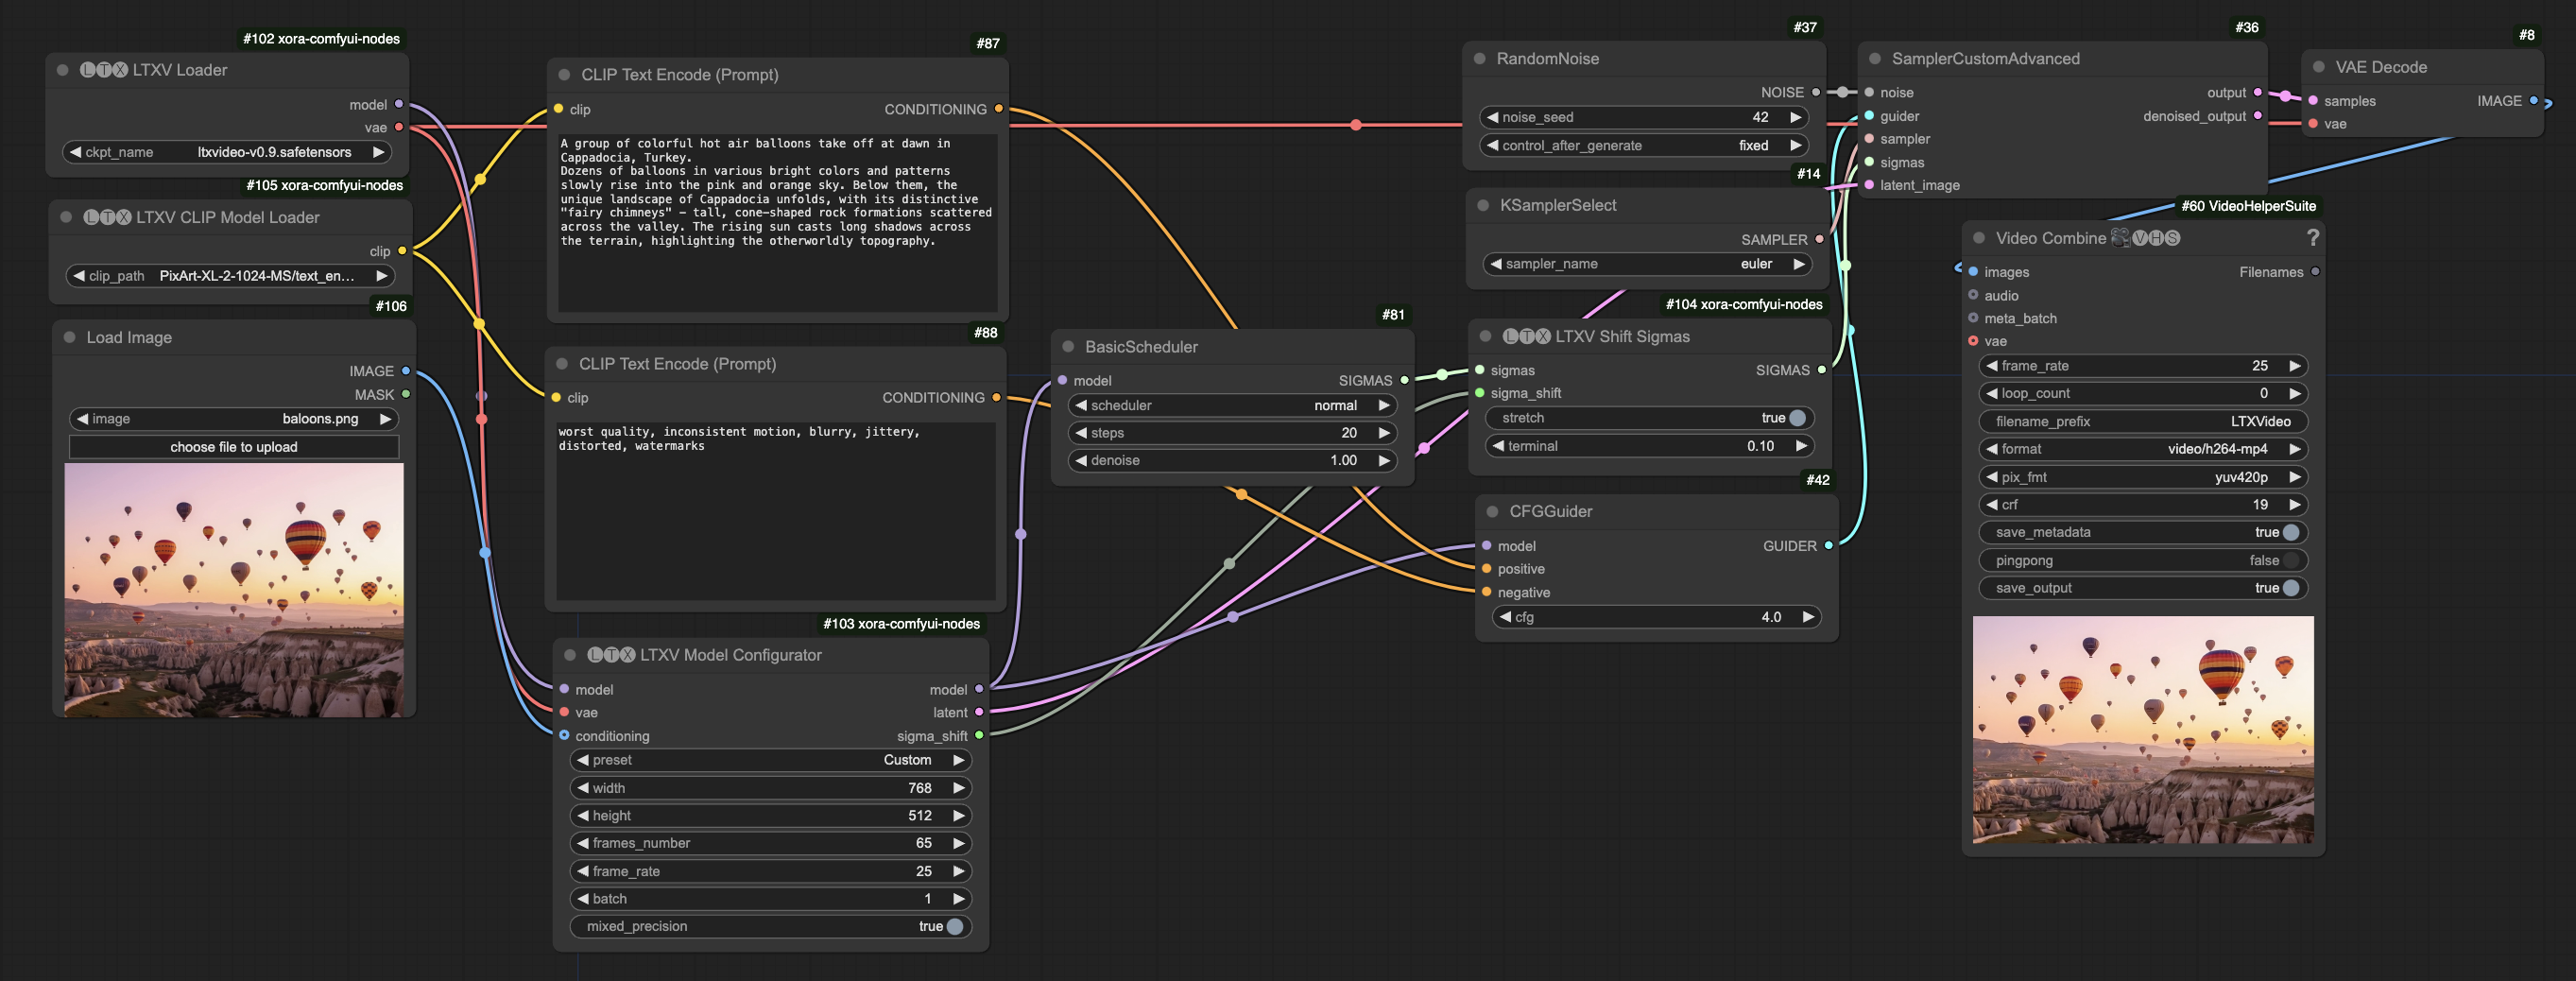 #102 xora-comfyui-nodes
LTX LTXV Loader
model
vae
ckpt_name ltxvideo-v0.9.safetensors
#105 xora-comfyui-nodes
LTX LTXV CLIP Model Loader
clip
clip_path PixArt-XL-2-1024-MS/text_en...
#106
Load Image
IMAGE
MASK
image baloons.png
choose file to upload
#87
CLIP Text Encode (Prompt)
clip CONDITIONING
A group of colorful hot air balloons take off at dawn in
Cappadocia, Turkey.
Dozens of balloons in various bright colors and patterns
slowly rise into the pink and orange sky. Below them, the
unique landscape of Cappadocia unfolds, with its distinctive
"fairy chimneys" – tall, cone-shaped rock formations scattered
across the valley. The rising sun casts long shadows across
the terrain, highlighting the otherworldly topography.
#88
CLIP Text Encode (Prompt)
clip CONDITIONING
worst quality, inconsistent motion, blurry, jittery,
distorted, watermarks
#103 xora-comfyui-nodes
LTX LTXV Model Configurator
model model
vae latent
conditioning sigma_shift
preset Custom
width 768
height 512
frames_number 65
frame_rate 25
batch 1
mixed_precision true
#81
BasicScheduler
model SIGMAS
scheduler normal
steps 20
denoise 1.00
#37
RandomNoise
NOISE
noise_seed 42
control_after_generate fixed
#14
KSamplerSelect
SAMPLER
sampler_name euler
#104 xora-comfyui-nodes
LTX LTXV Shift Sigmas
sigmas SIGMAS
sigma_shift
stretch true
terminal 0.10
#42
CFGGuider
model GUIDER
positive
negative
cfg 4.0
#36
SamplerCustomAdvanced
noise output
guider denoised_output
sampler
sigmas
latent_image
#8
VAE Decode
samples IMAGE
vae
#60 VideoHelperSuite
Video Combine 🎥🅥🅗🅢 ?
images Filenames
audio
meta_batch
vae
frame_rate 25
loop_count 0
filename_prefix LTXVideo
format video/h264-mp4
pix_fmt yuv420p
crf 19
save_metadata true
pingpong false
save_output true